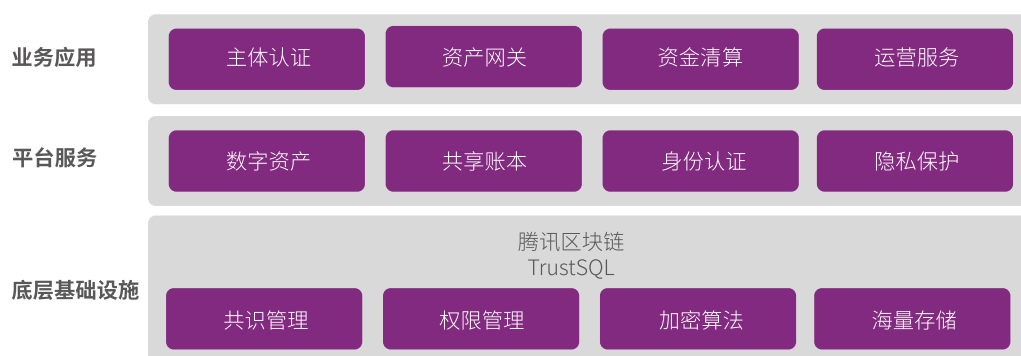 业务应用
主体认证
资产网关
资金清算
运营服务
平台服务
数字资产
共享账本
身份认证
隐私保护
腾讯区块链
TrustSQL
底层基础设施
共识管理
权限管理
加密算法
海量存储